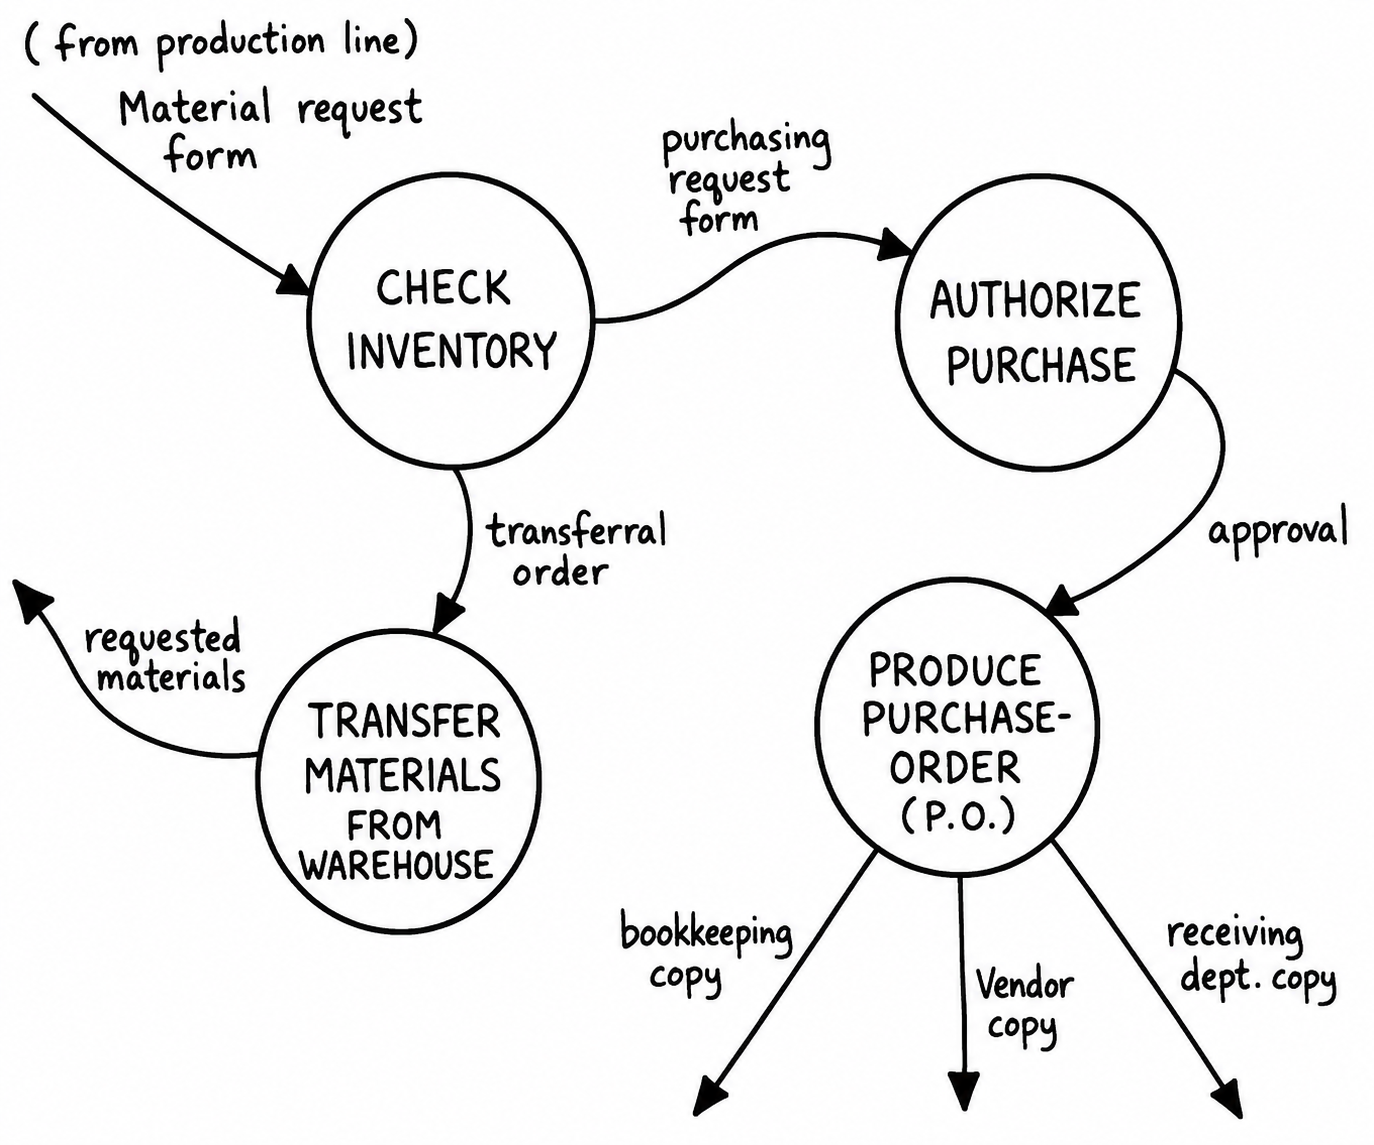 ( from production line)
Material request
form
purchasing
request
form
CHECK
INVENTORY
AUTHORIZE
PURCHASE
transferral
order
approval
requested
materials
TRANSFER
MATERIALS
FROM
WAREHOUSE
PRODUCE
PURCHASE-
ORDER
(P.O.)
bookkeeping
copy
Vendor
copy
receiving
dept. copy